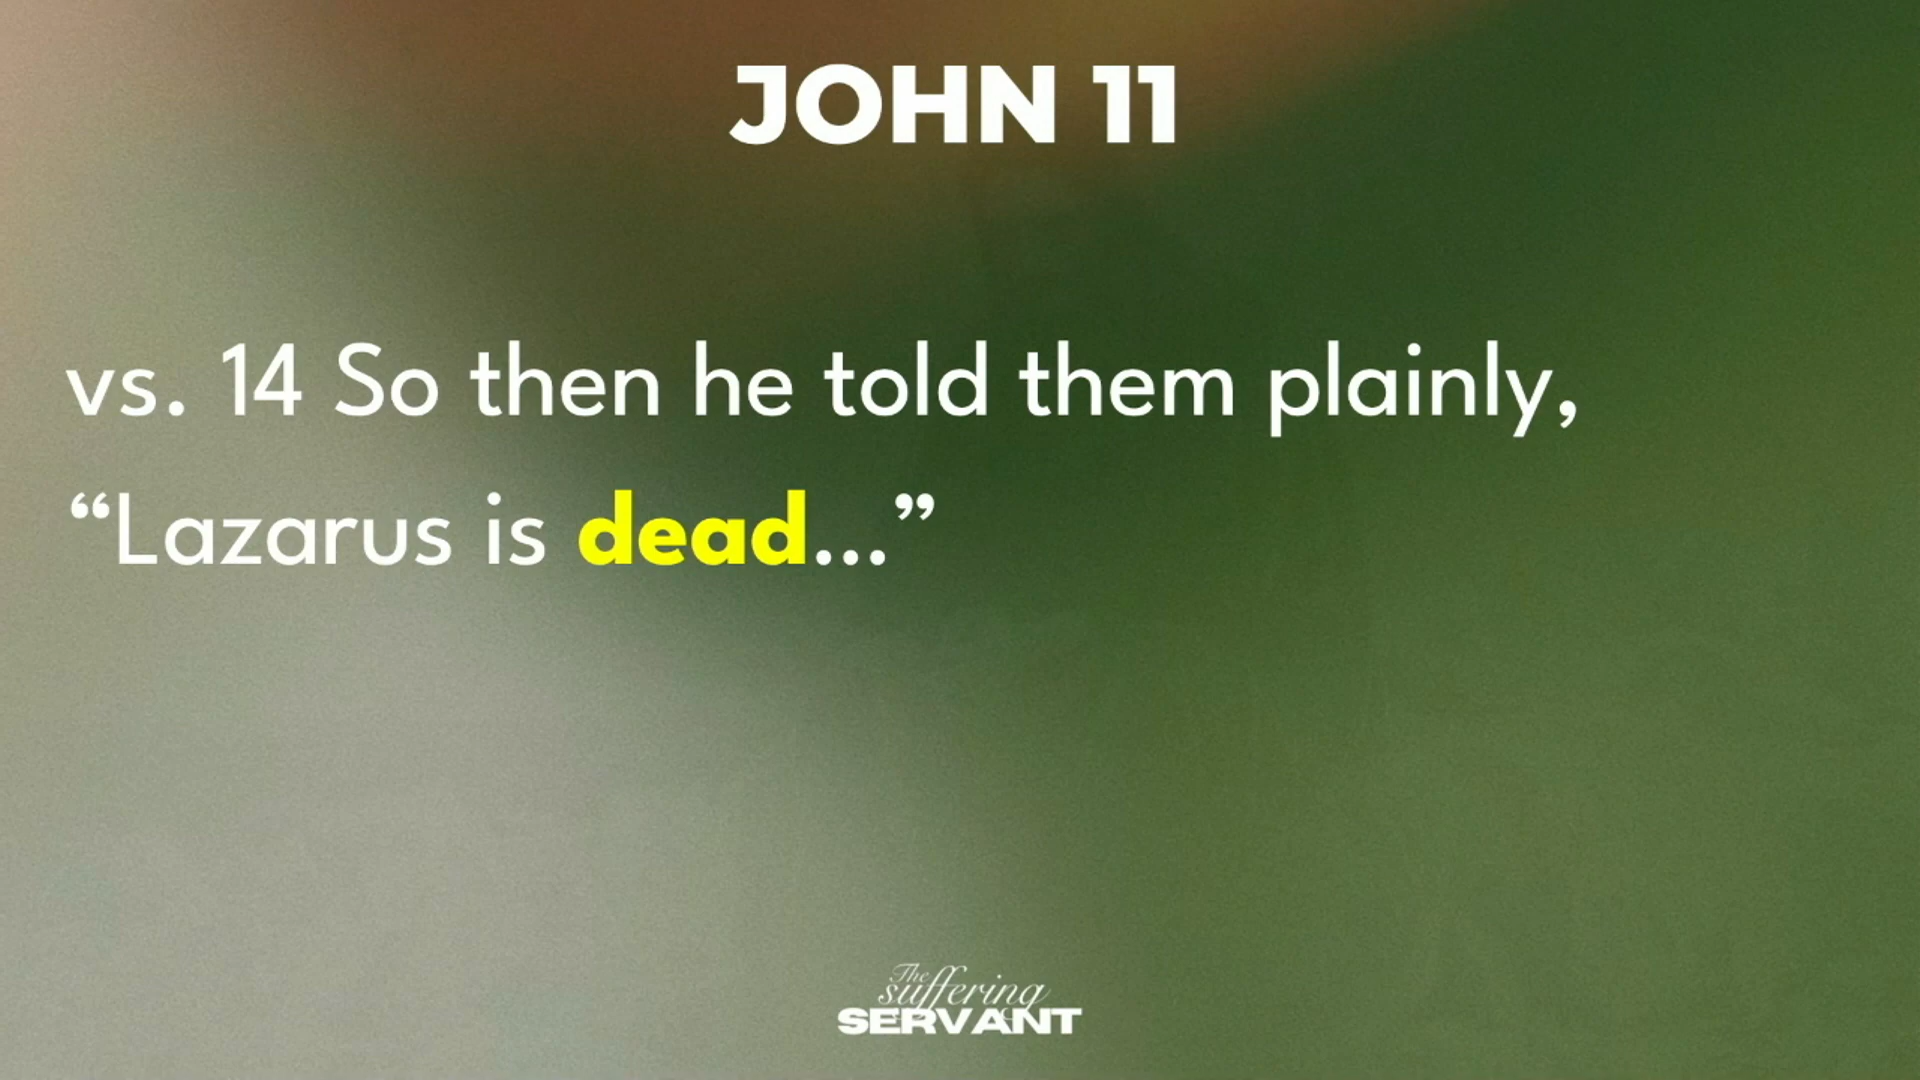 JOHN 11
vs. 14 So then he told them plainly,
“Lazarus is dead...”
The
suffering
SERVANT